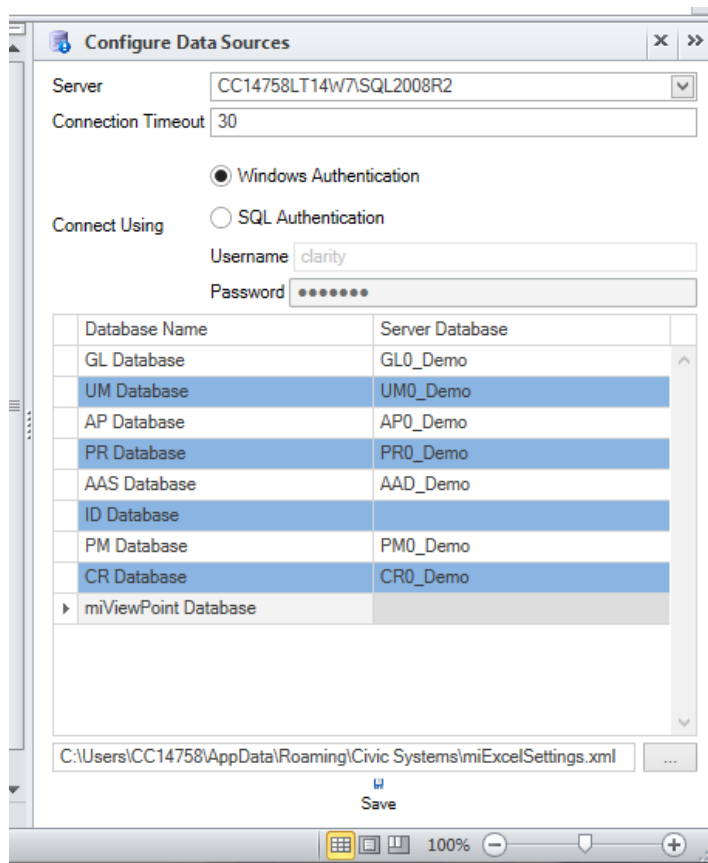 Configure Data Sources
Server CC14758LT14W7\SQL2008R2
Connection Timeout 30
Windows Authentication
Connect Using
SQL Authentication
Username clarity
Password •••••••
Database Name Server Database
GL Database GL0_Demo
UM Database UM0_Demo
AP Database AP0_Demo
PR Database PR0_Demo
AAS Database AAD_Demo
ID Database
PM Database PM0_Demo
CR Database CR0_Demo
miViewPoint Database
C:\Users\CC14758\AppData\Roaming\Civic Systems\miExcelSettings.xml ...
Save
100%